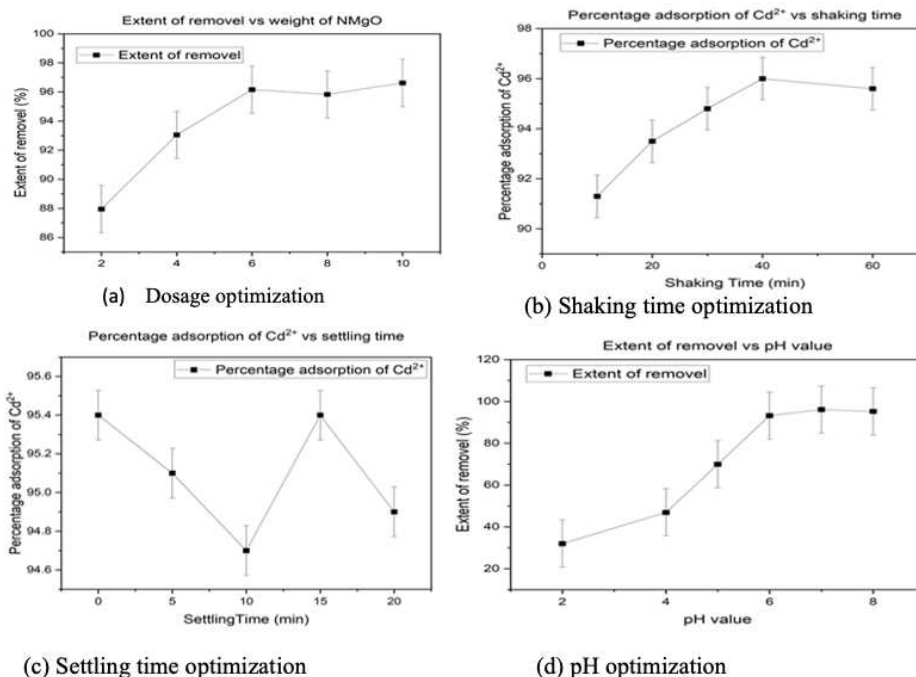 Extent of removel vs weight of NMgO
100
98
96
94
92
90
88
86
Extent of removel (%)
Extent of removel
2 4 6 8 10
(a) Dosage optimization
Percentage adsorption of Cd²⁺ vs shaking time
96
94
92
90
Percentage adsorption of Cd²⁺
Percentage adsorption of Cd²⁺
0 20 40 60
Shaking Time (min)
(b) Shaking time optimization
Percentage adsorption of Cd²⁺ vs settling time
95.6
95.4
95.2
95.0
94.8
94.6
Percentage adsorption of Cd²⁺
Percentage adsorption of Cd²⁺
0 5 10 15 20
SettlingTime (min)
(c) Settling time optimization
Extent of removel vs pH value
120
100
80
60
40
20
Extent of removel (%)
Extent of removel
2 4 6 8
pH value
(d) pH optimization